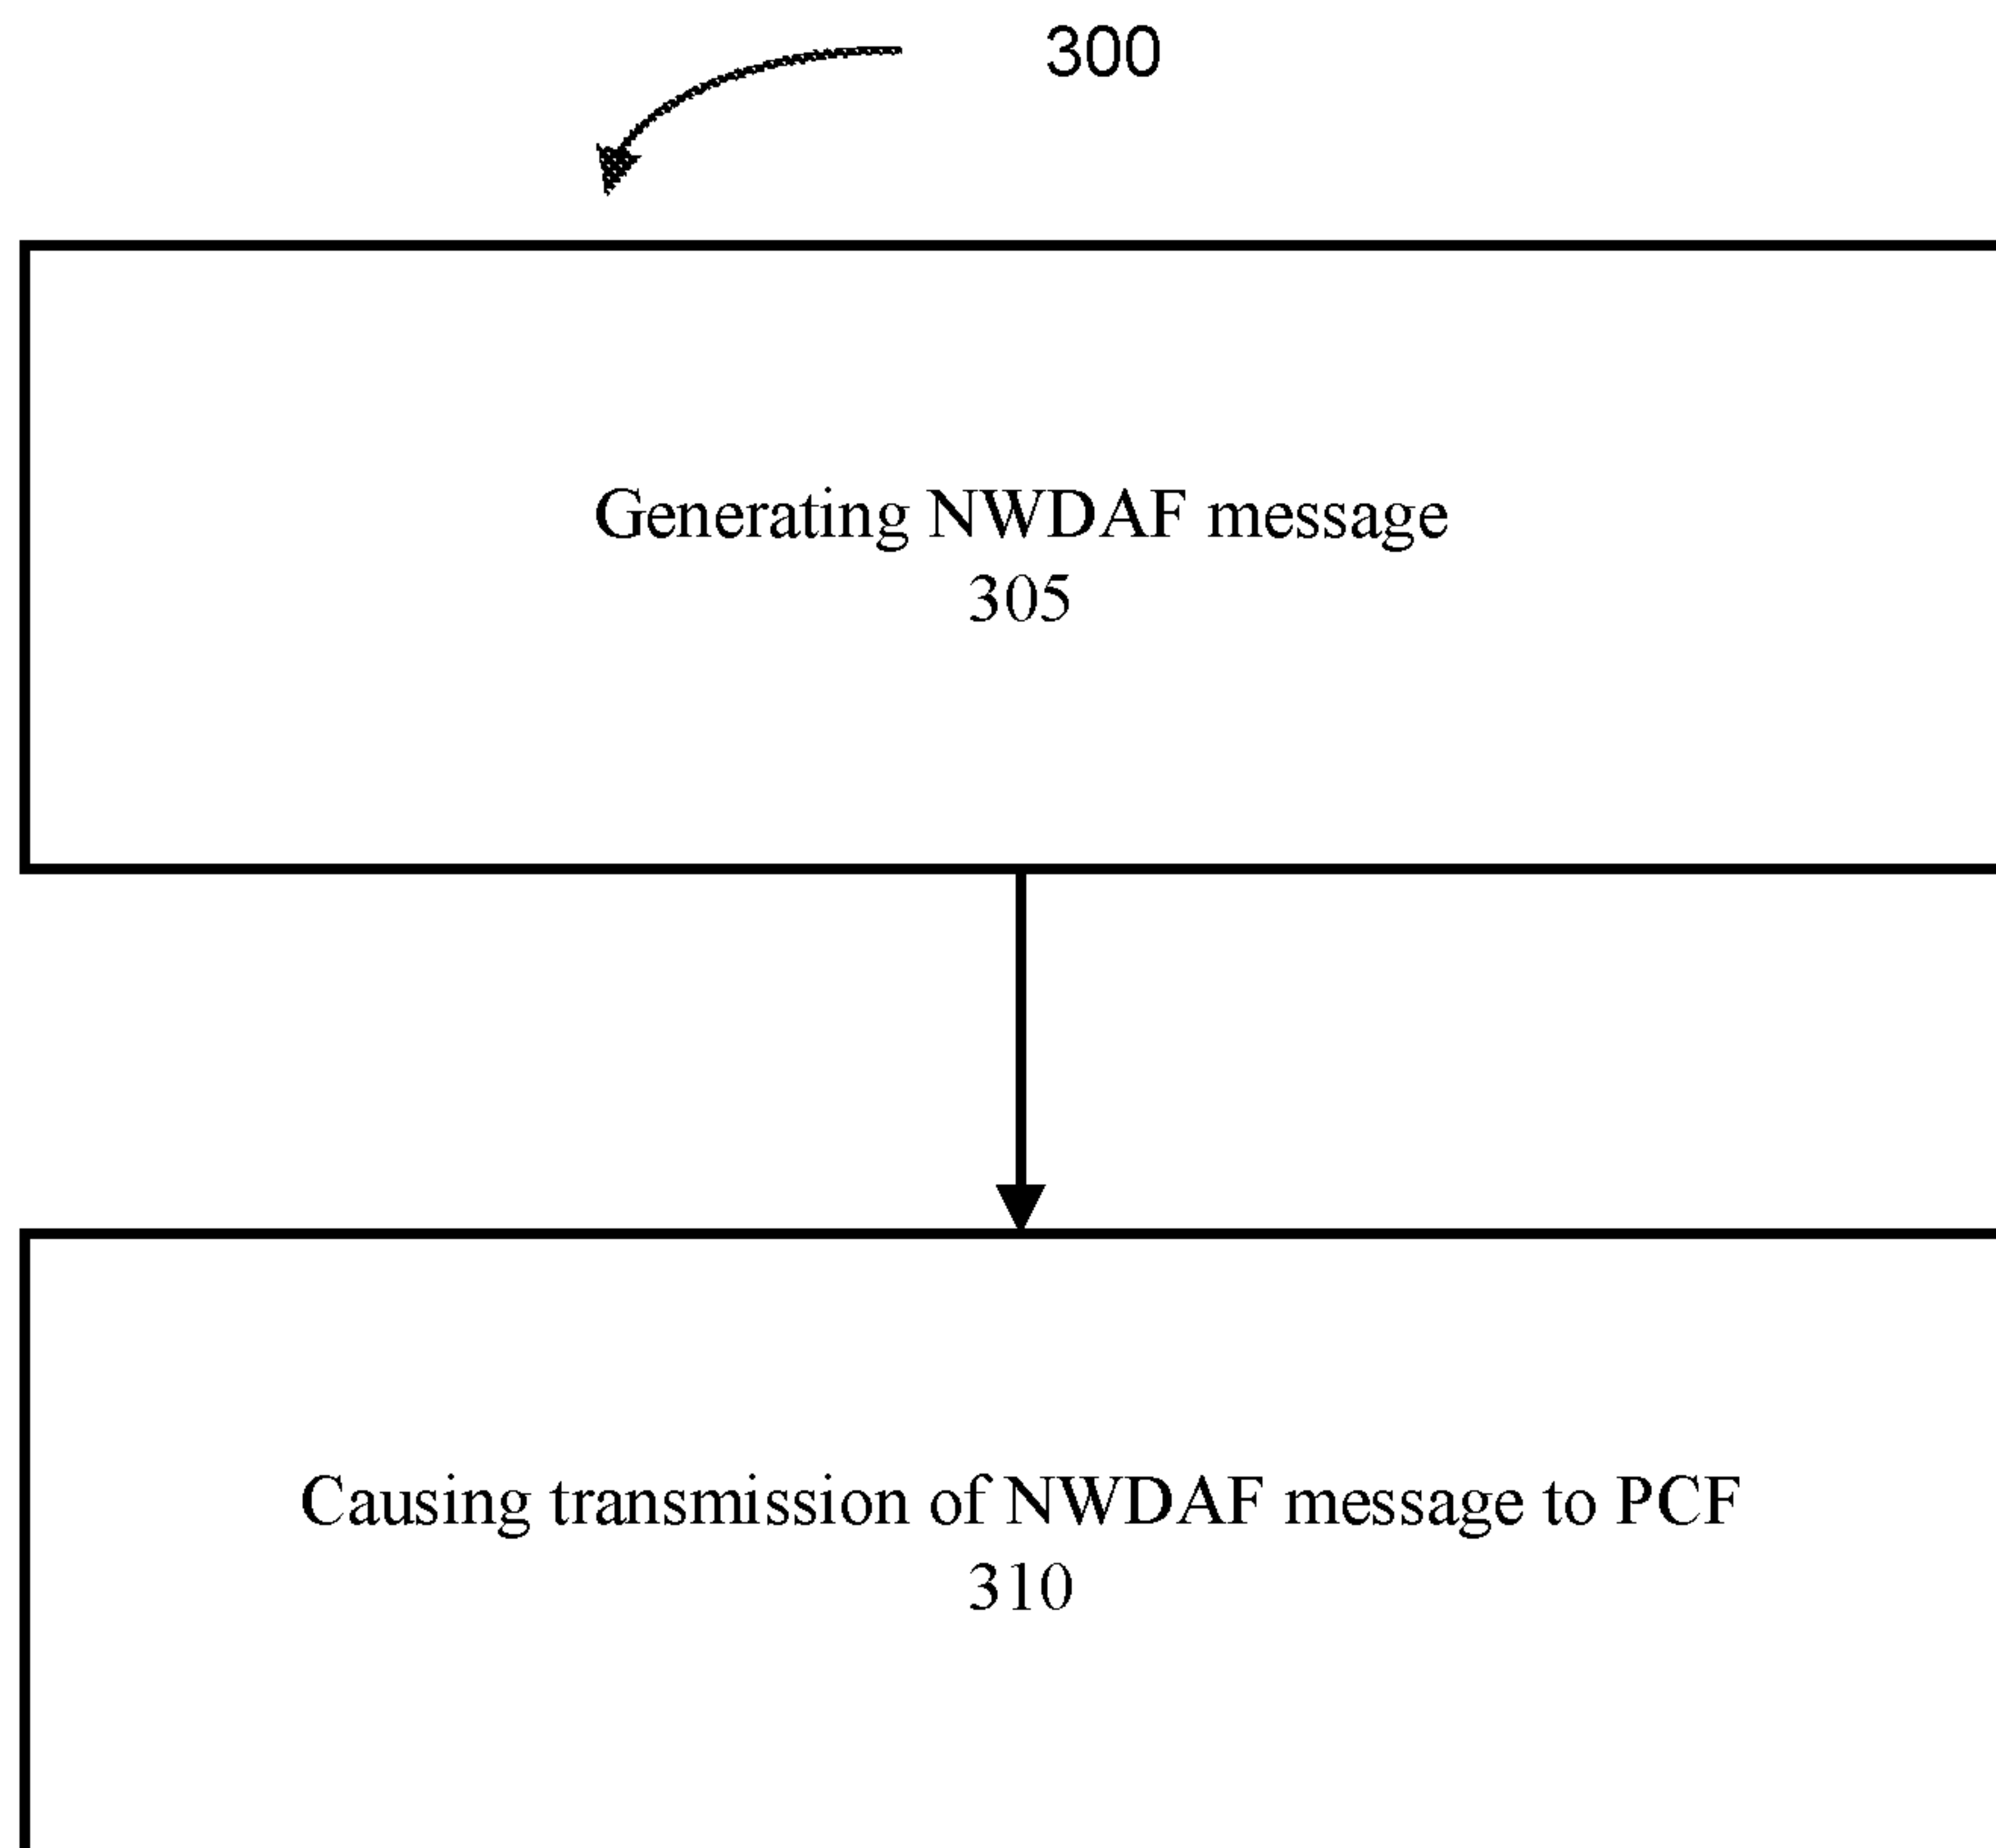 300
Generating NWDAF message
305
Causing transmission of NWDAF message to PCF
310